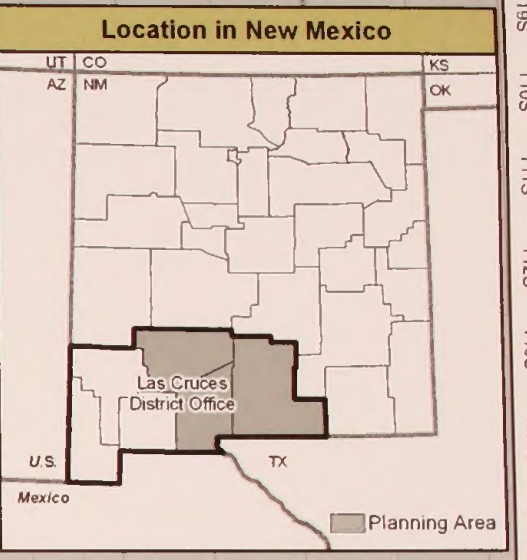 Location in New Mexico
UT CO KS
AZ NM OK
Las Cruces
District Office
U.S.
TX
Mexico
Planning Area